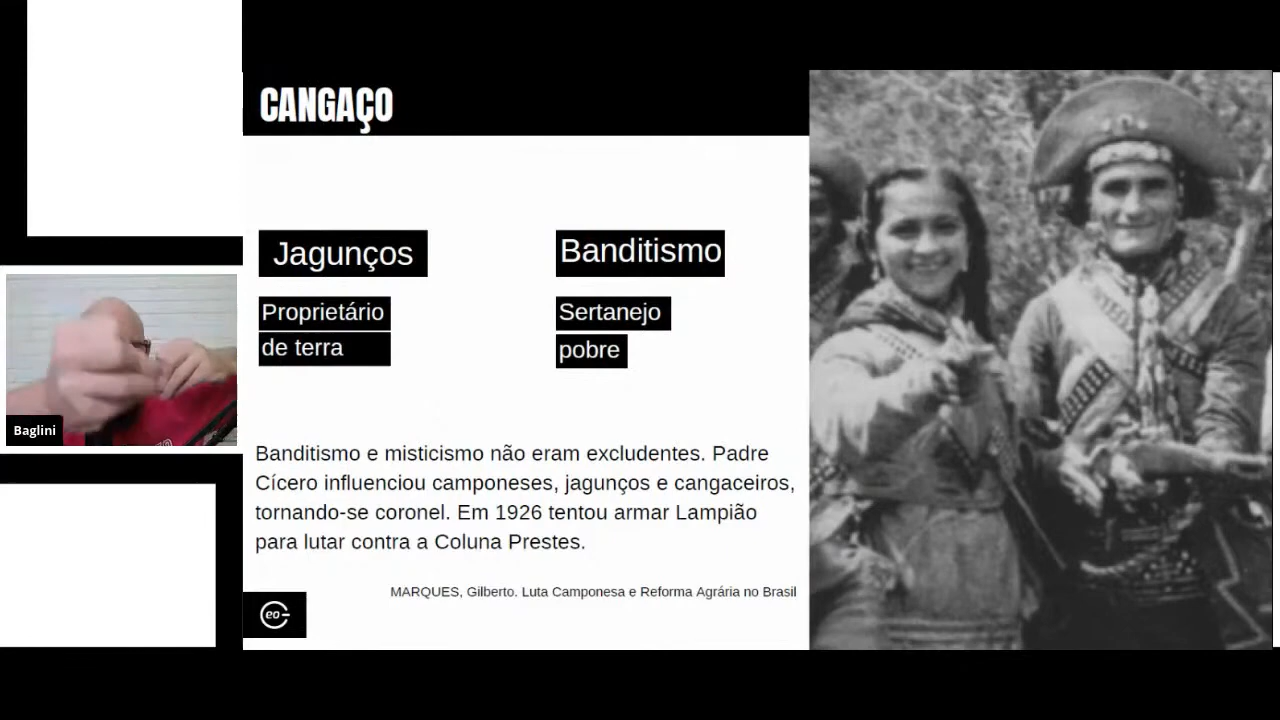 CANGAÇO
Jagunços
Proprietário
de terra
Banditismo
Sertanejo
pobre
Banditismo e misticismo não eram excludentes. Padre
Cícero influenciou camponeses, jagunços e cangaceiros,
tornando-se coronel. Em 1926 tentou armar Lampião
para lutar contra a Coluna Prestes.
MARQUES, Gilberto. Luta Camponesa e Reforma Agrária no Brasil
eo
Baglini